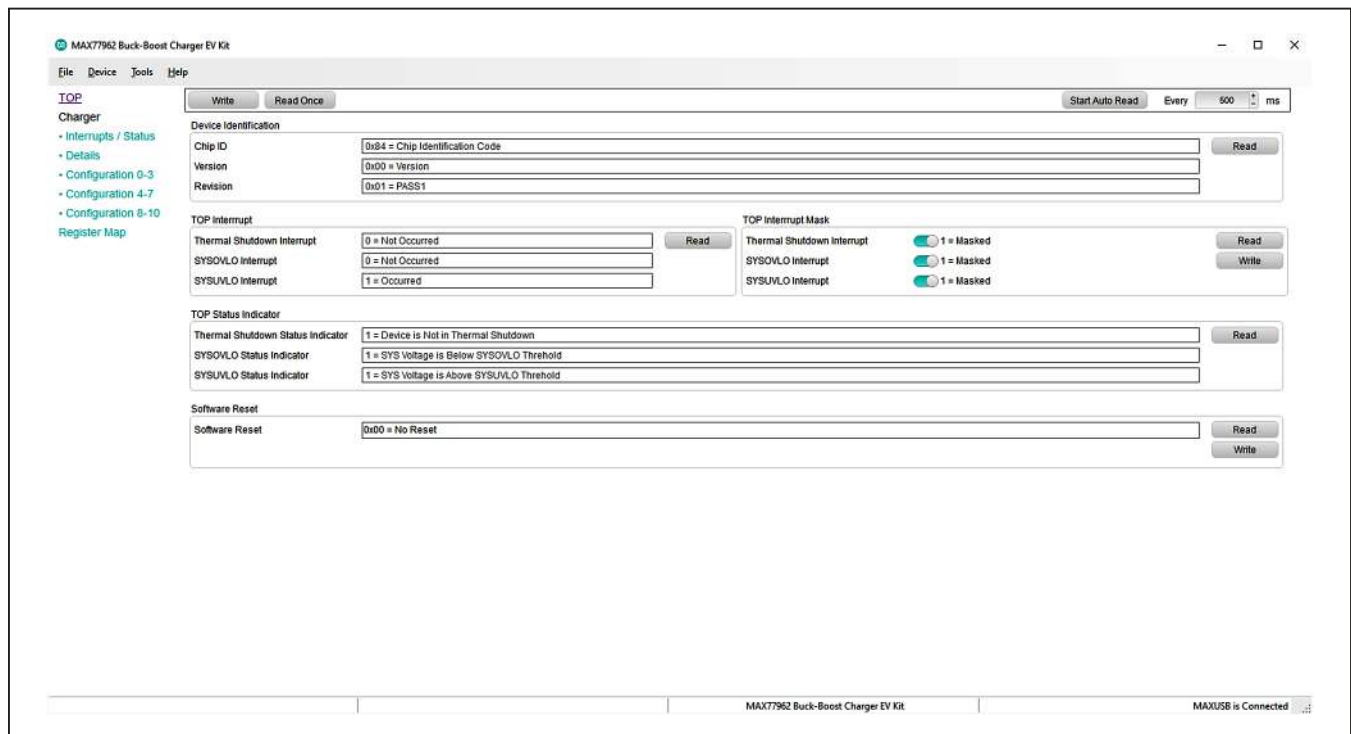 MAX77962 Buck-Boost Charger EV Kit
File Device Tools Help
TOP
Charger
- Interrupts / Status
- Details
- Configuration 0-3
- Configuration 4-7
- Configuration 8-10
Register Map
Write Read Once Start Auto Read Every 500 ms
Device Identification
Chip ID 0x84 = Chip Identification Code Read
Version 0x00 = Version
Revision 0x01 = PASS1
TOP Interrrupt TOP Interrrupt Mask
Thermal Shutdown Interrupt 0 = Not Occurred Read Thermal Shutdown Interrupt 1 = Masked Read
SYSOVLO Interrupt 0 = Not Occurred SYSOVLO Interrupt 1 = Masked Write
SYSUVLO Interrupt 1 = Occurred SYSUVLO Interrupt 1 = Masked
TOP Status Indicator
Thermal Shutdown Status Indicator 1 = Device is Not in Thermal Shutdown Read
SYSOVLO Status Indicator 1 = SYS Voltage is Below SYSOVLO Threhold
SYSUVLO Status Indicator 1 = SYS Voltage is Above SYSUVLO Threhold
Software Reset
Software Reset 0x00 = No Reset Read
Write
MAX77962 Buck-Boost Charger EV Kit MAXUSB is Connected